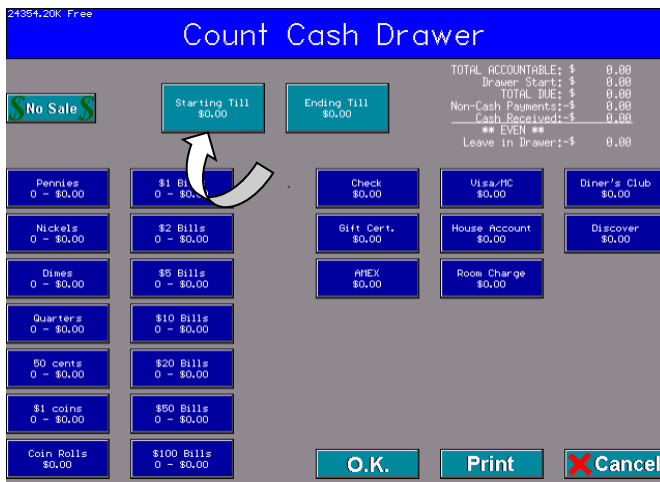 24354.20K Free
Count Cash Drawer
TOTAL ACCOUNTABLE: $ 0.00
Drawer Start: $ 0.00
TOTAL DUE: $ 0.00
Non-Cash Payments:-$ 0.00
Cash Received:-$ 0.00
** EVEN **
Leave in Drawer:-$ 0.00
$No Sale$
Starting Till
$0.00
Ending Till
$0.00
Pennies
0 - $0.00
$1 Bi
0 - $0.
Check
$0.00
Visa/MC
$0.00
Diner's Club
$0.00
Nickels
0 - $0.00
$2 Bills
0 - $0.00
Gift Cert.
$0.00
House Account
$0.00
Discover
$0.00
Dimes
0 - $0.00
$5 Bills
0 - $0.00
AMEX
$0.00
Room Charge
$0.00
Quarters
0 - $0.00
$10 Bills
0 - $0.00
50 cents
0 - $0.00
$20 Bills
0 - $0.00
$1 coins
0 - $0.00
$50 Bills
0 - $0.00
Coin Rolls
$0.00
$100 Bills
0 - $0.00
O.K.
Print
Cancel